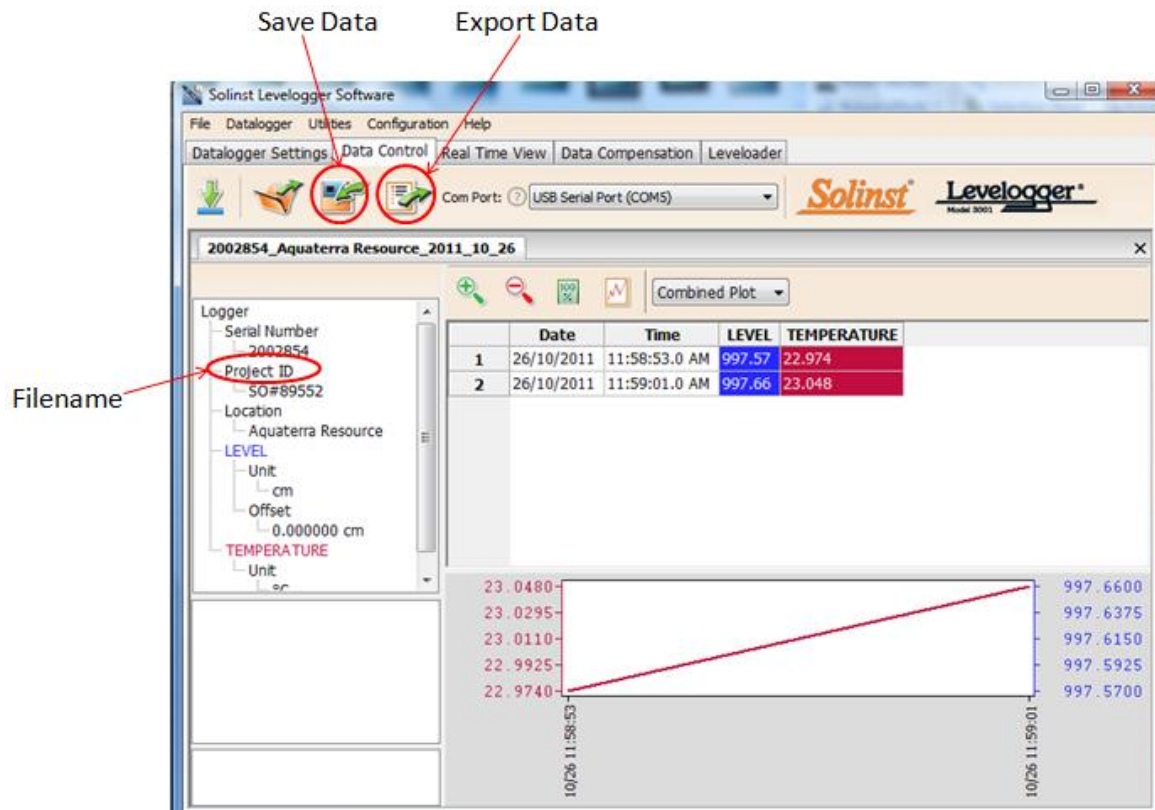 Save Data
Export Data
Solinst Levelogger Software
File Datalogger Utilities Configuration Help
Datalogger Settings Data Control Real Time View Data Compensation Leveloader
Com Port: ? USB Serial Port (COM5)
Solinst
Levelogger
Model 3001
2002854_Aquaterra Resource_2011_10_26
100
%
Combined Plot
Logger
Serial Number
2002854
Project ID
SO#89552
Location
Aquaterra Resource
LEVEL
Unit
cm
Offset
0.000000 cm
TEMPERATURE
Unit
°C
Filename
Date Time LEVEL TEMPERATURE
1 26/10/2011 11:58:53.0 AM 997.57 22.974
2 26/10/2011 11:59:01.0 AM 997.66 23.048
23.0480 997.6600
23.0295 997.6375
23.0110 997.6150
22.9925 997.5925
22.9740 997.5700
10/26 11:58:53
10/26 11:59:01